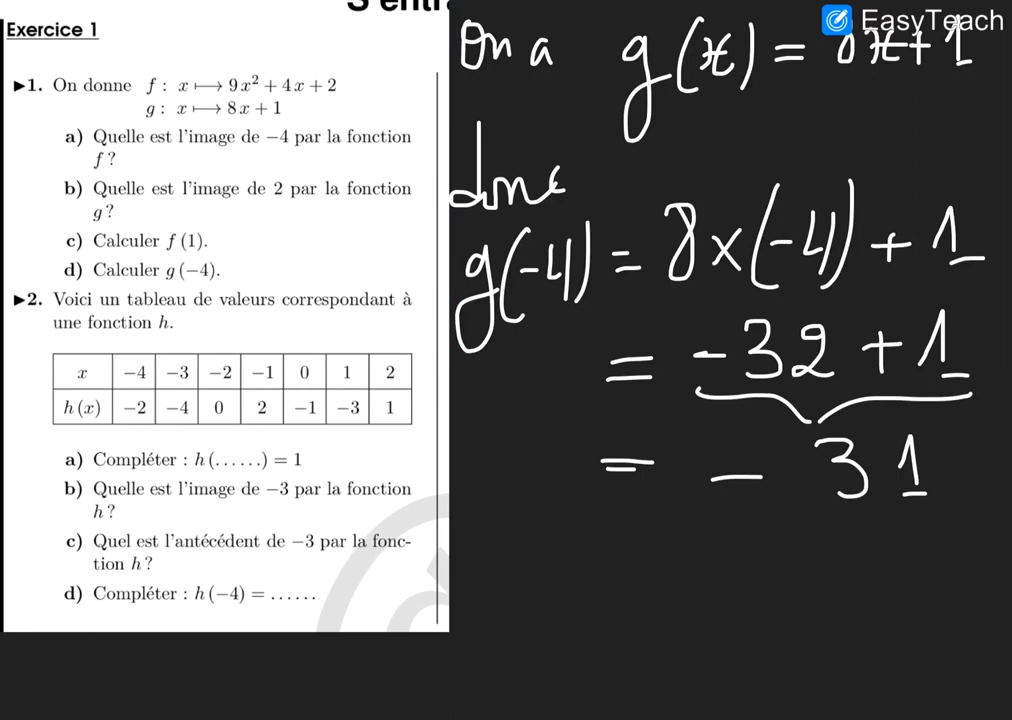 Exercice 1
▶1. On donne f : x ⟼ 9x² + 4x + 2
g : x ⟼ 8x + 1
a) Quelle est l'image de −4 par la fonction
f ?
b) Quelle est l'image de 2 par la fonction
g ?
c) Calculer f (1).
d) Calculer g (−4).
▶2. Voici un tableau de valeurs correspondant à
une fonction h.
x −4 −3 −2 −1 0 1 2
h (x) −2 −4 0 2 −1 −3 1
a) Compléter : h (......) = 1
b) Quelle est l'image de −3 par la fonction
h ?
c) Quel est l'antécédent de −3 par la fonc-
tion h ?
d) Compléter : h (−4) = ......
EasyTeach
On a g(x) = 8x + 1
donc
g(-4) = 8×(-4) + 1
= -32 + 1
= - 31